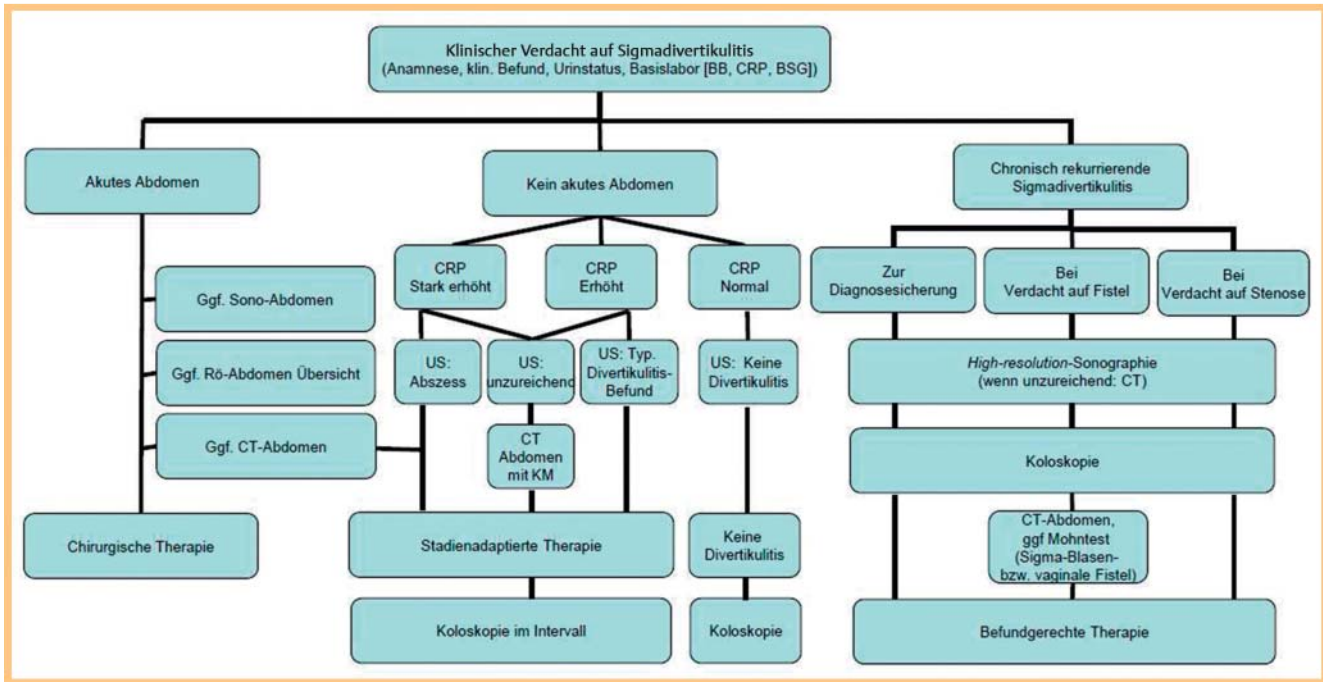 Klinischer Verdacht auf Sigmadivertikulitis
(Anamnese, klin. Befund, Urinstatus, Basislabor [BB, CRP, BSG])
Akutes Abdomen
Kein akutes Abdomen
Chronisch rekurrierende
Sigmadivertikulitis
CRP
Stark erhöht
CRP
Erhöht
CRP
Normal
Zur
Diagnosesicherung
Bei
Verdacht auf Fistel
Bei
Verdacht auf Stenose
Ggf. Sono-Abdomen
Ggf. Rö-Abdomen Übersicht
Ggf. CT-Abdomen
US:
Abszess
US:
unzureichend
US: Typ.
Divertikulitis-
Befund
US: Keine
Divertikulitis
High-resolution-Sonographie
(wenn unzureichend: CT)
CT
Abdomen
mit KM
Koloskopie
Chirurgische Therapie
Stadienadaptierte Therapie
Keine
Divertikulitis
CT-Abdomen,
ggf Mohntest
(Sigma-Blasen-
bzw. vaginale Fistel)
Koloskopie im Intervall
Koloskopie
Befundgerechte Therapie